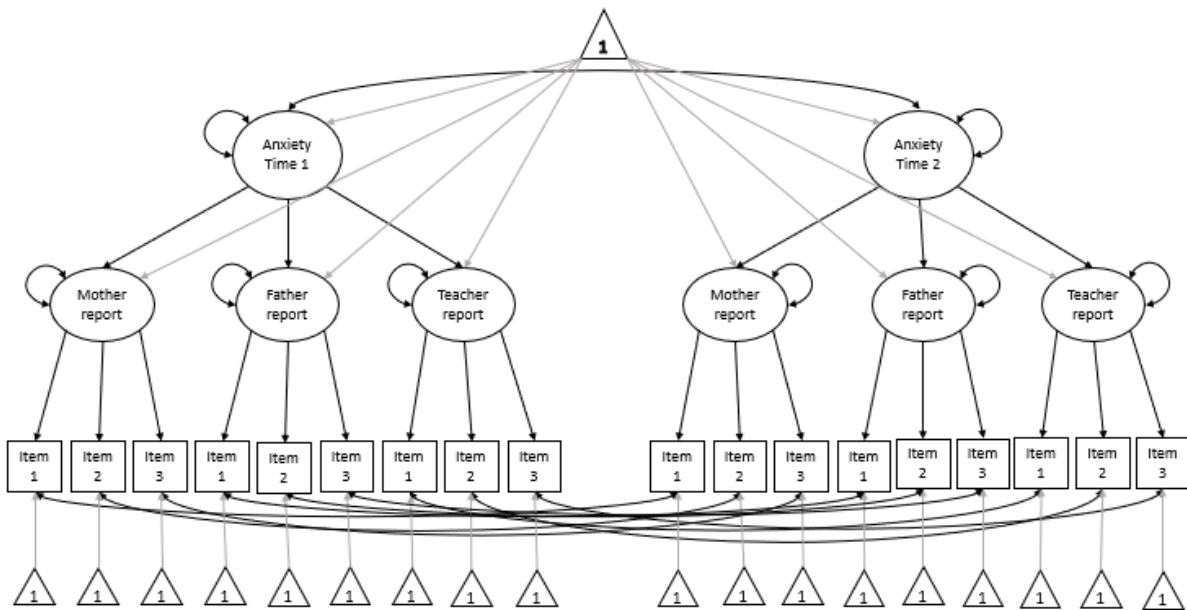 1
Anxiety
Time 1
Anxiety
Time 2
Mother
report
Father
report
Teacher
report
Mother
report
Father
report
Teacher
report
Item
1
Item
2
Item
3
Item
1
Item
2
Item
3
Item
1
Item
2
Item
3
Item
1
Item
2
Item
3
Item
1
Item
2
Item
3
Item
1
Item
2
Item
3
1 1 1 1 1 1 1 1 1 1 1 1 1 1 1 1 1 1